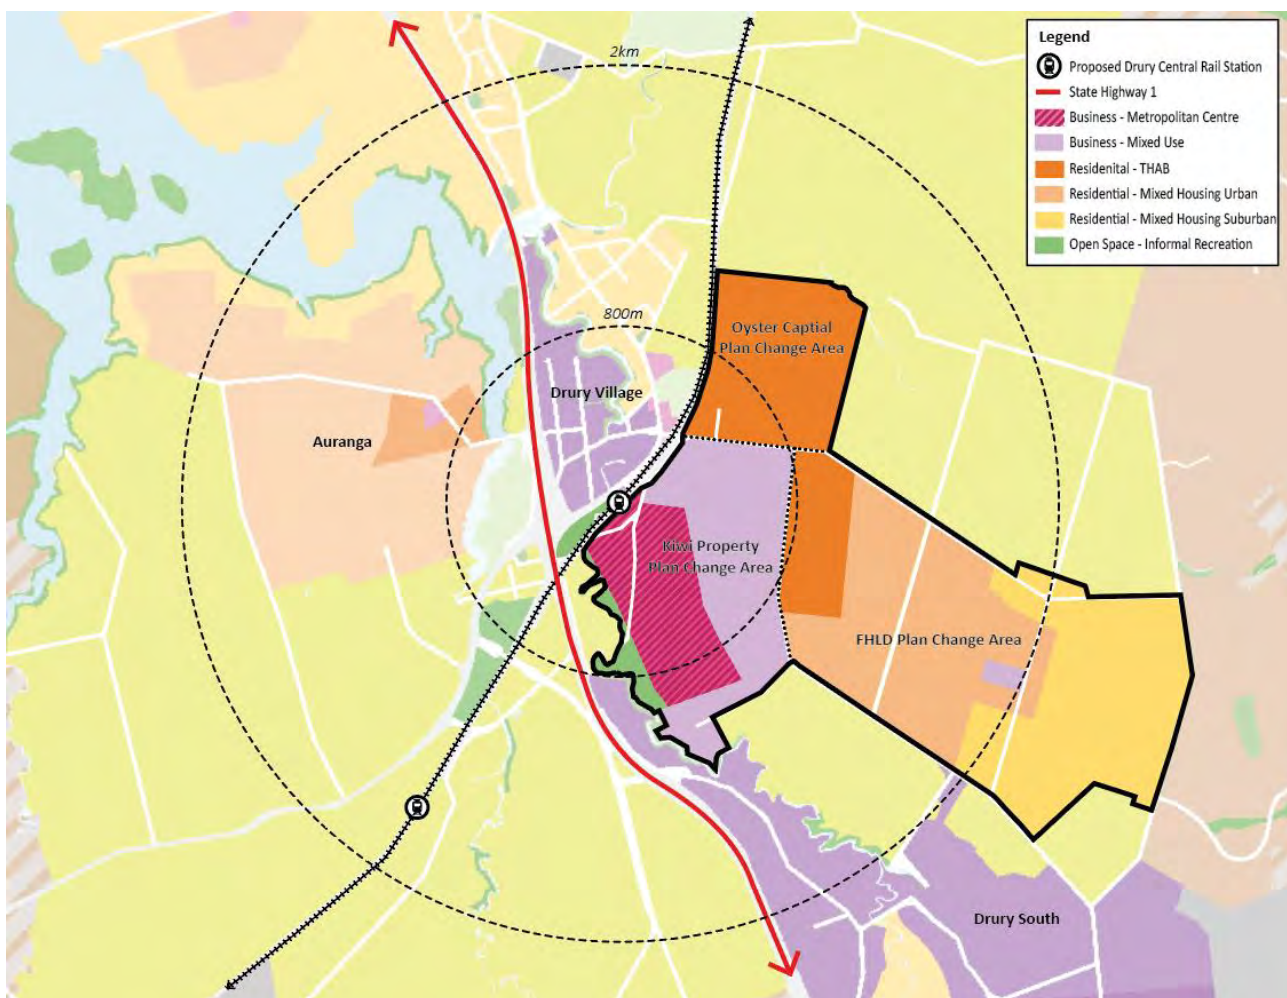 2km
800m
Legend
Proposed Drury Central Rail Station
State Highway 1
Business - Metropolitan Centre
Business - Mixed Use
Residenital - THAB
Residential - Mixed Housing Urban
Residential - Mixed Housing Suburban
Open Space - Informal Recreation
Oyster Captial
Plan Change Area
Drury Village
Auranga
Kiwi Property
Plan Change Area
FHLD Plan Change Area
Drury South